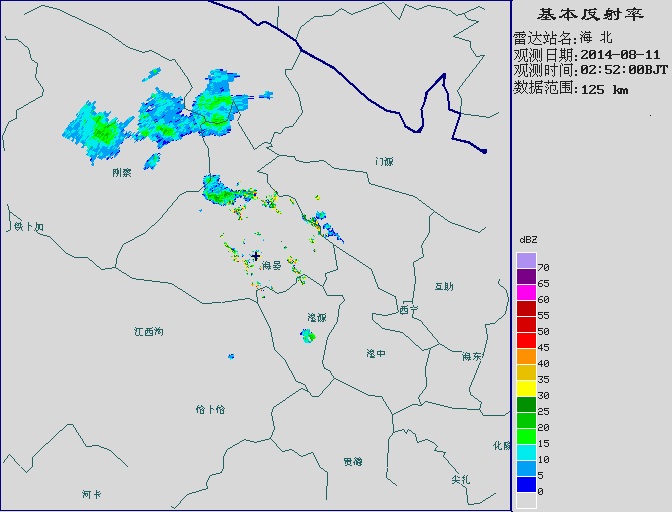 基本反射率
雷达站名:海 北
观测日期:2014-08-11
观测时间:02:52:00BJT
数据范围:125 km
门源
刚察
铁卜加
海晏
互助
西宁
湟源
江西沟
湟中
海东
恰卜恰
化隆
贵德
尖扎
河卡
dBZ
70
65
60
55
50
45
40
35
30
25
20
15
10
5
0